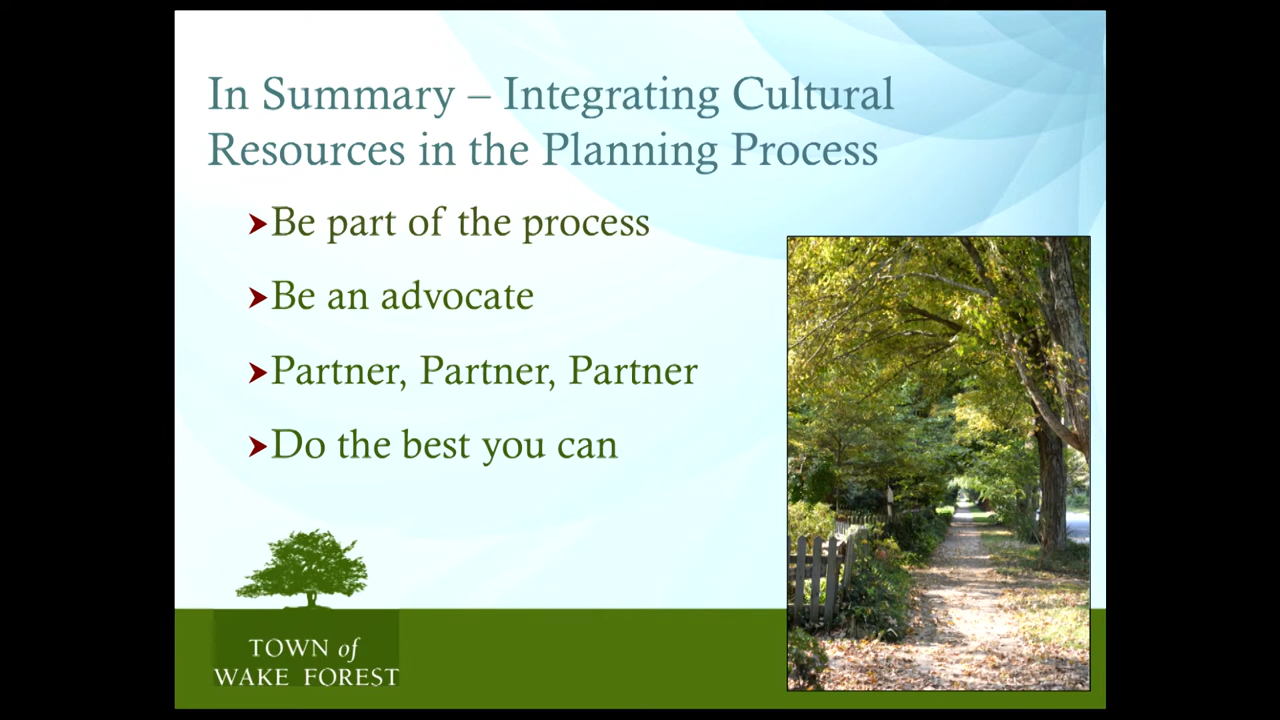 In Summary – Integrating Cultural
Resources in the Planning Process
➤Be part of the process
➤Be an advocate
➤Partner, Partner, Partner
➤Do the best you can
TOWN of
WAKE FOREST